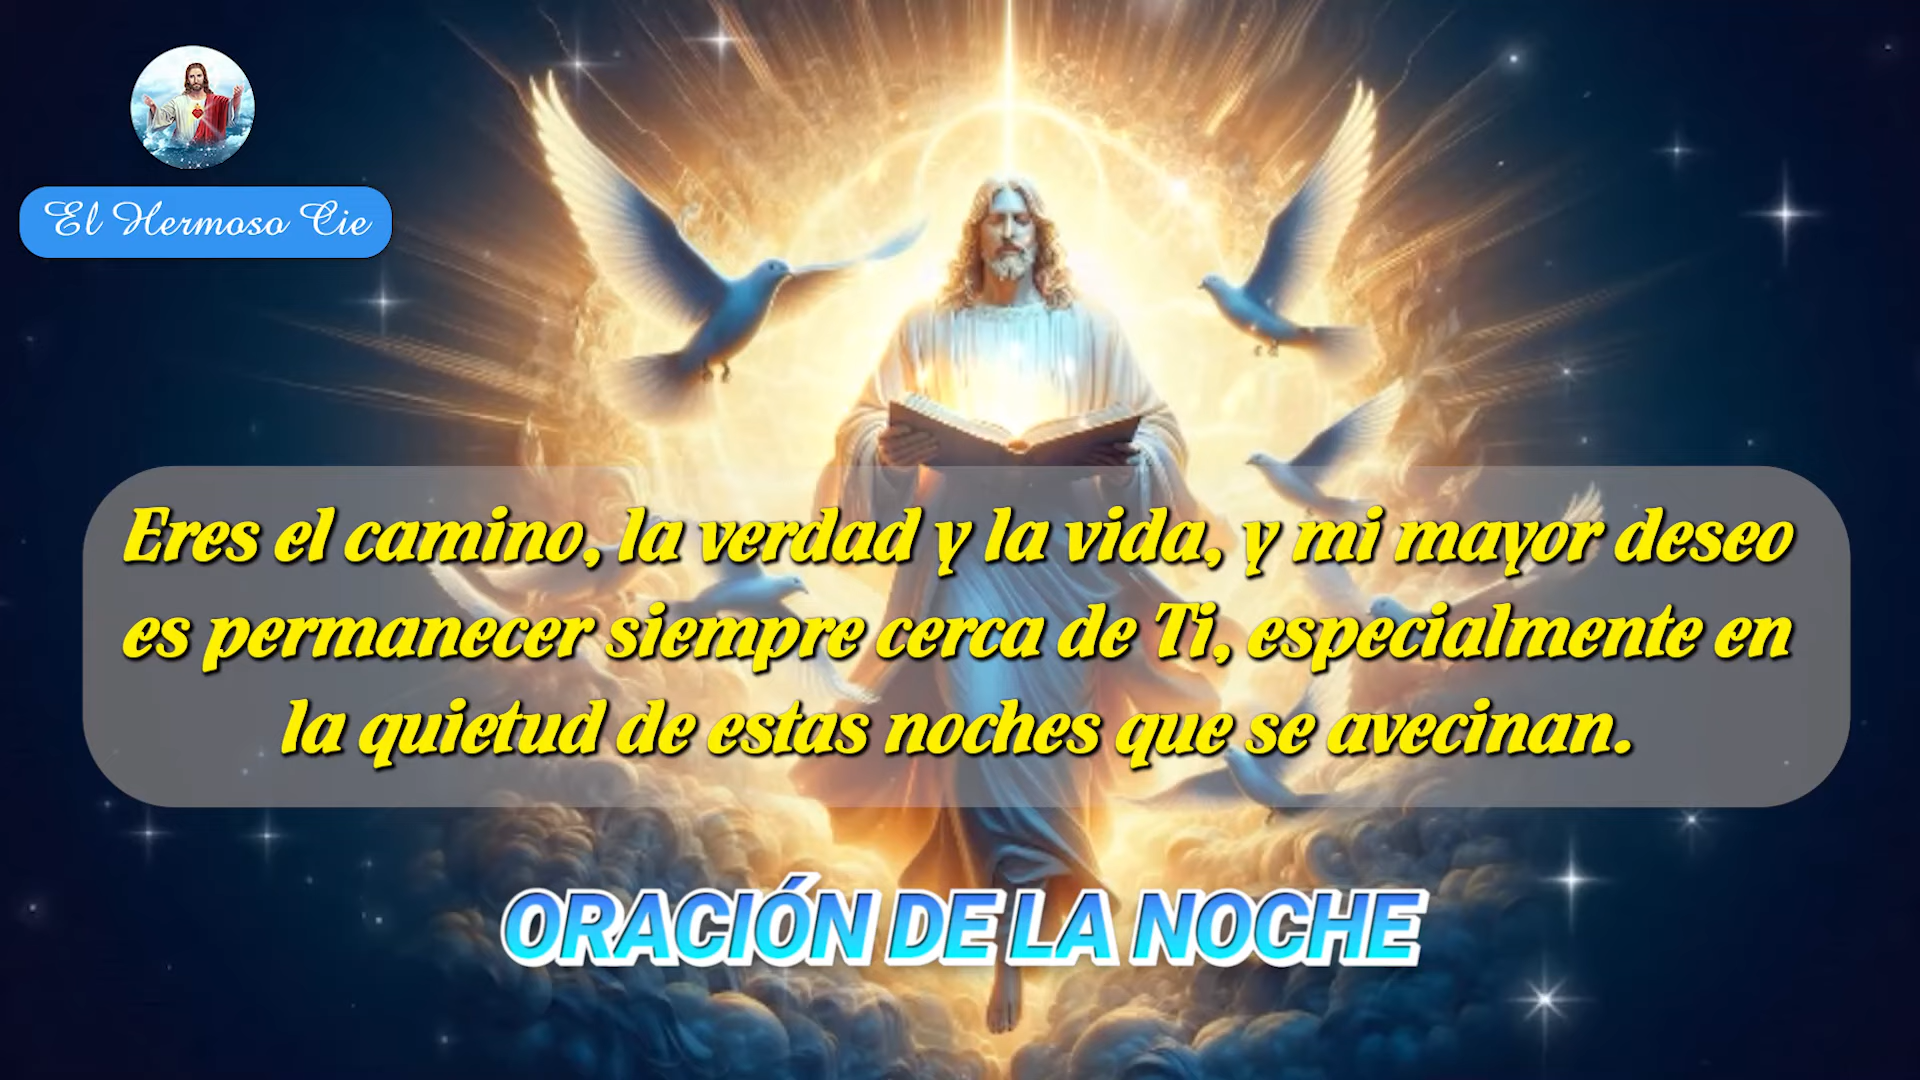 El Hermoso Cie
Eres el camino, la verdad y la vida, y mi mayor deseo
es permanecer siempre cerca de Ti, especialmente en
la quietud de estas noches que se avecinan.
ORACIÓN DE LA NOCHE